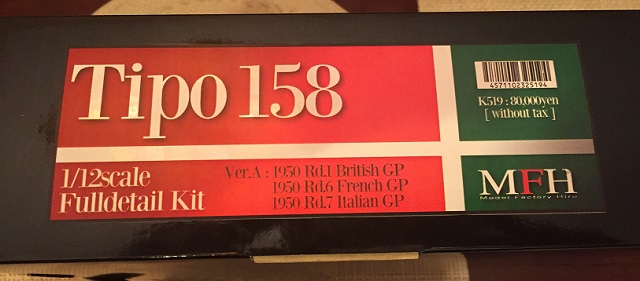 Tipo 158
1/12scale
Fulldetail Kit
Ver.A : 1950 Rd.1 British GP
1950 Rd.6 French GP
1950 Rd.7 Italian GP
4571102325194
K519 : 80,000yen
[ without tax ]
MFH
Model Factory Hiro